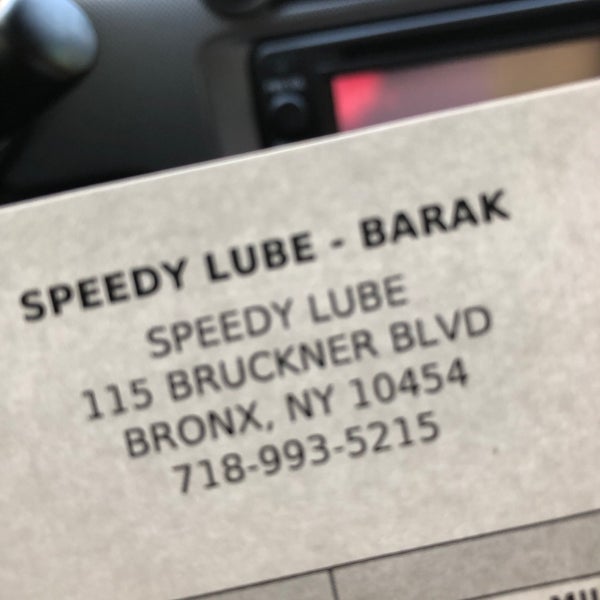 SPEEDY LUBE - BARAK
SPEEDY LUBE
115 BRUCKNER BLVD
BRONX, NY 10454
718-993-5215